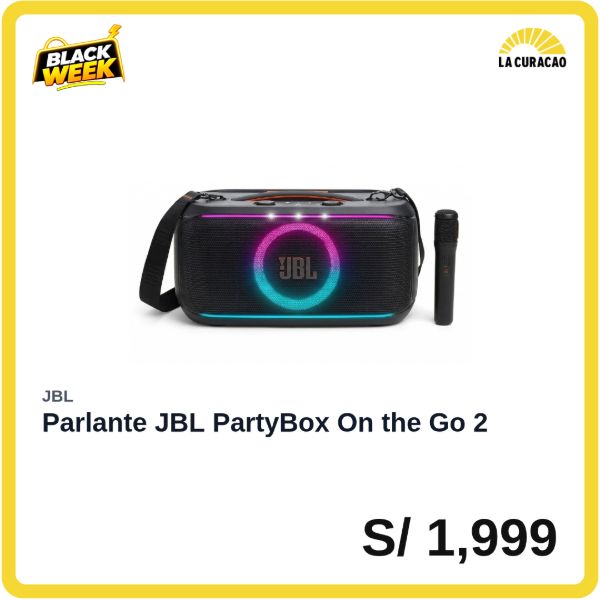 BLACK
WEEK
LA CURACAO
JBL
JBL
Parlante JBL PartyBox On the Go 2
S/ 1,999